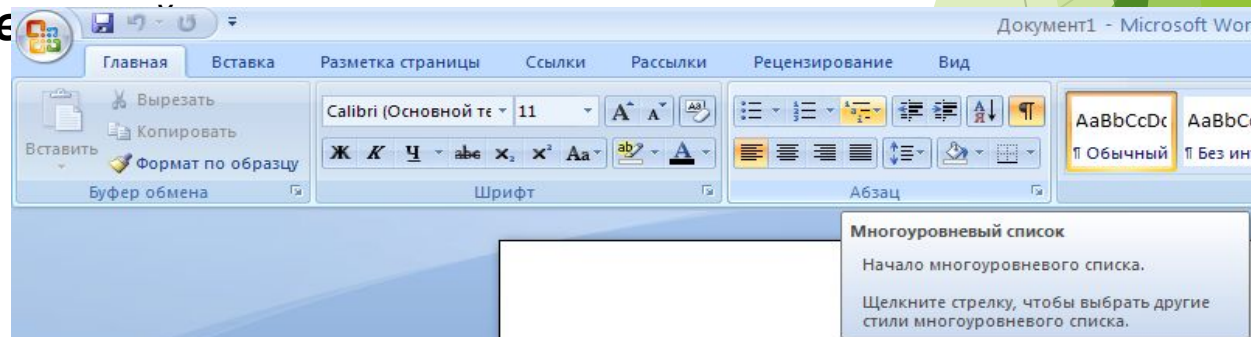 Документ1 - Microsoft Wor
Главная Вставка Разметка страницы Ссылки Рассылки Рецензирование Вид
Вырезать
Копировать
Вставить
Формат по образцу
Буфер обмена
Calibri (Основной те 11
Ж К Ч abe x₂ x² Aa ab A
Шрифт
Абзац
AaBbCcDc AaBbCc
¶ Обычный ¶ Без ин
Многоуровневый список
Начало многоуровневого списка.
Щелкните стрелку, чтобы выбрать другие
стили многоуровневого списка.